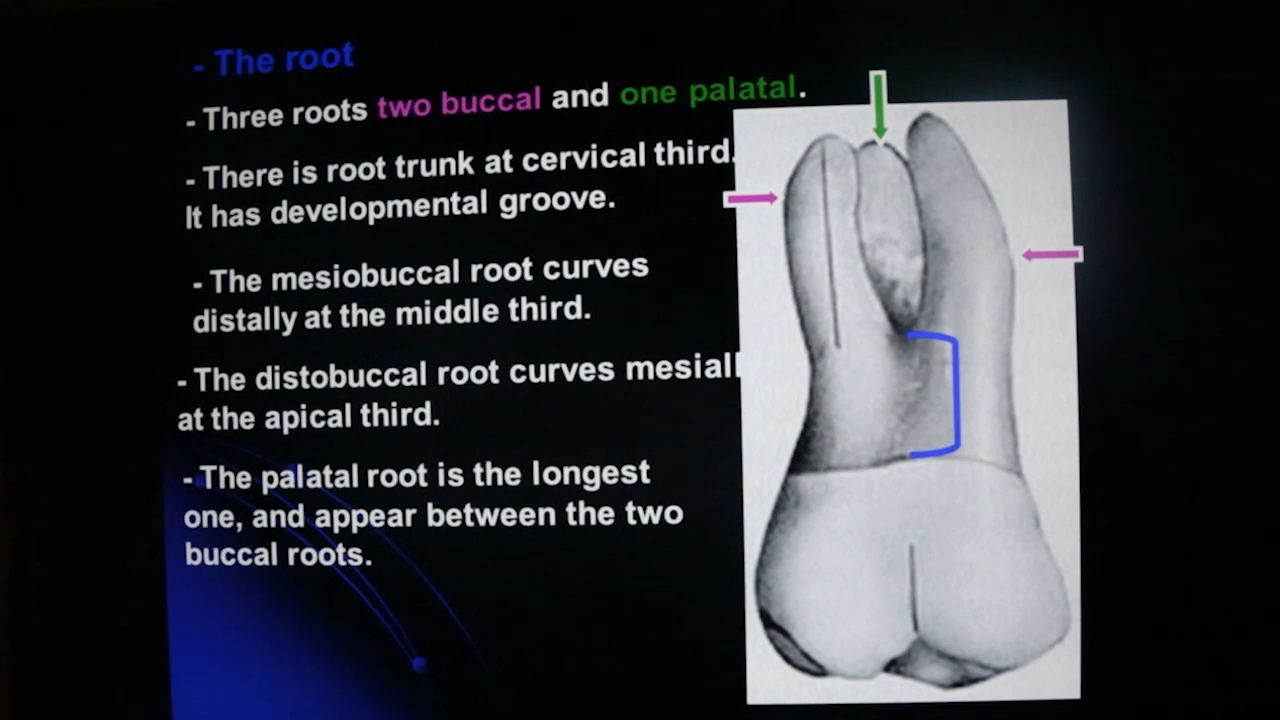 - The root
- Three roots two buccal and one palatal.
- There is root trunk at cervical third.
It has developmental groove.
- The mesiobuccal root curves
distally at the middle third.
- The distobuccal root curves mesiall
at the apical third.
- The palatal root is the longest
one, and appear between the two
buccal roots.